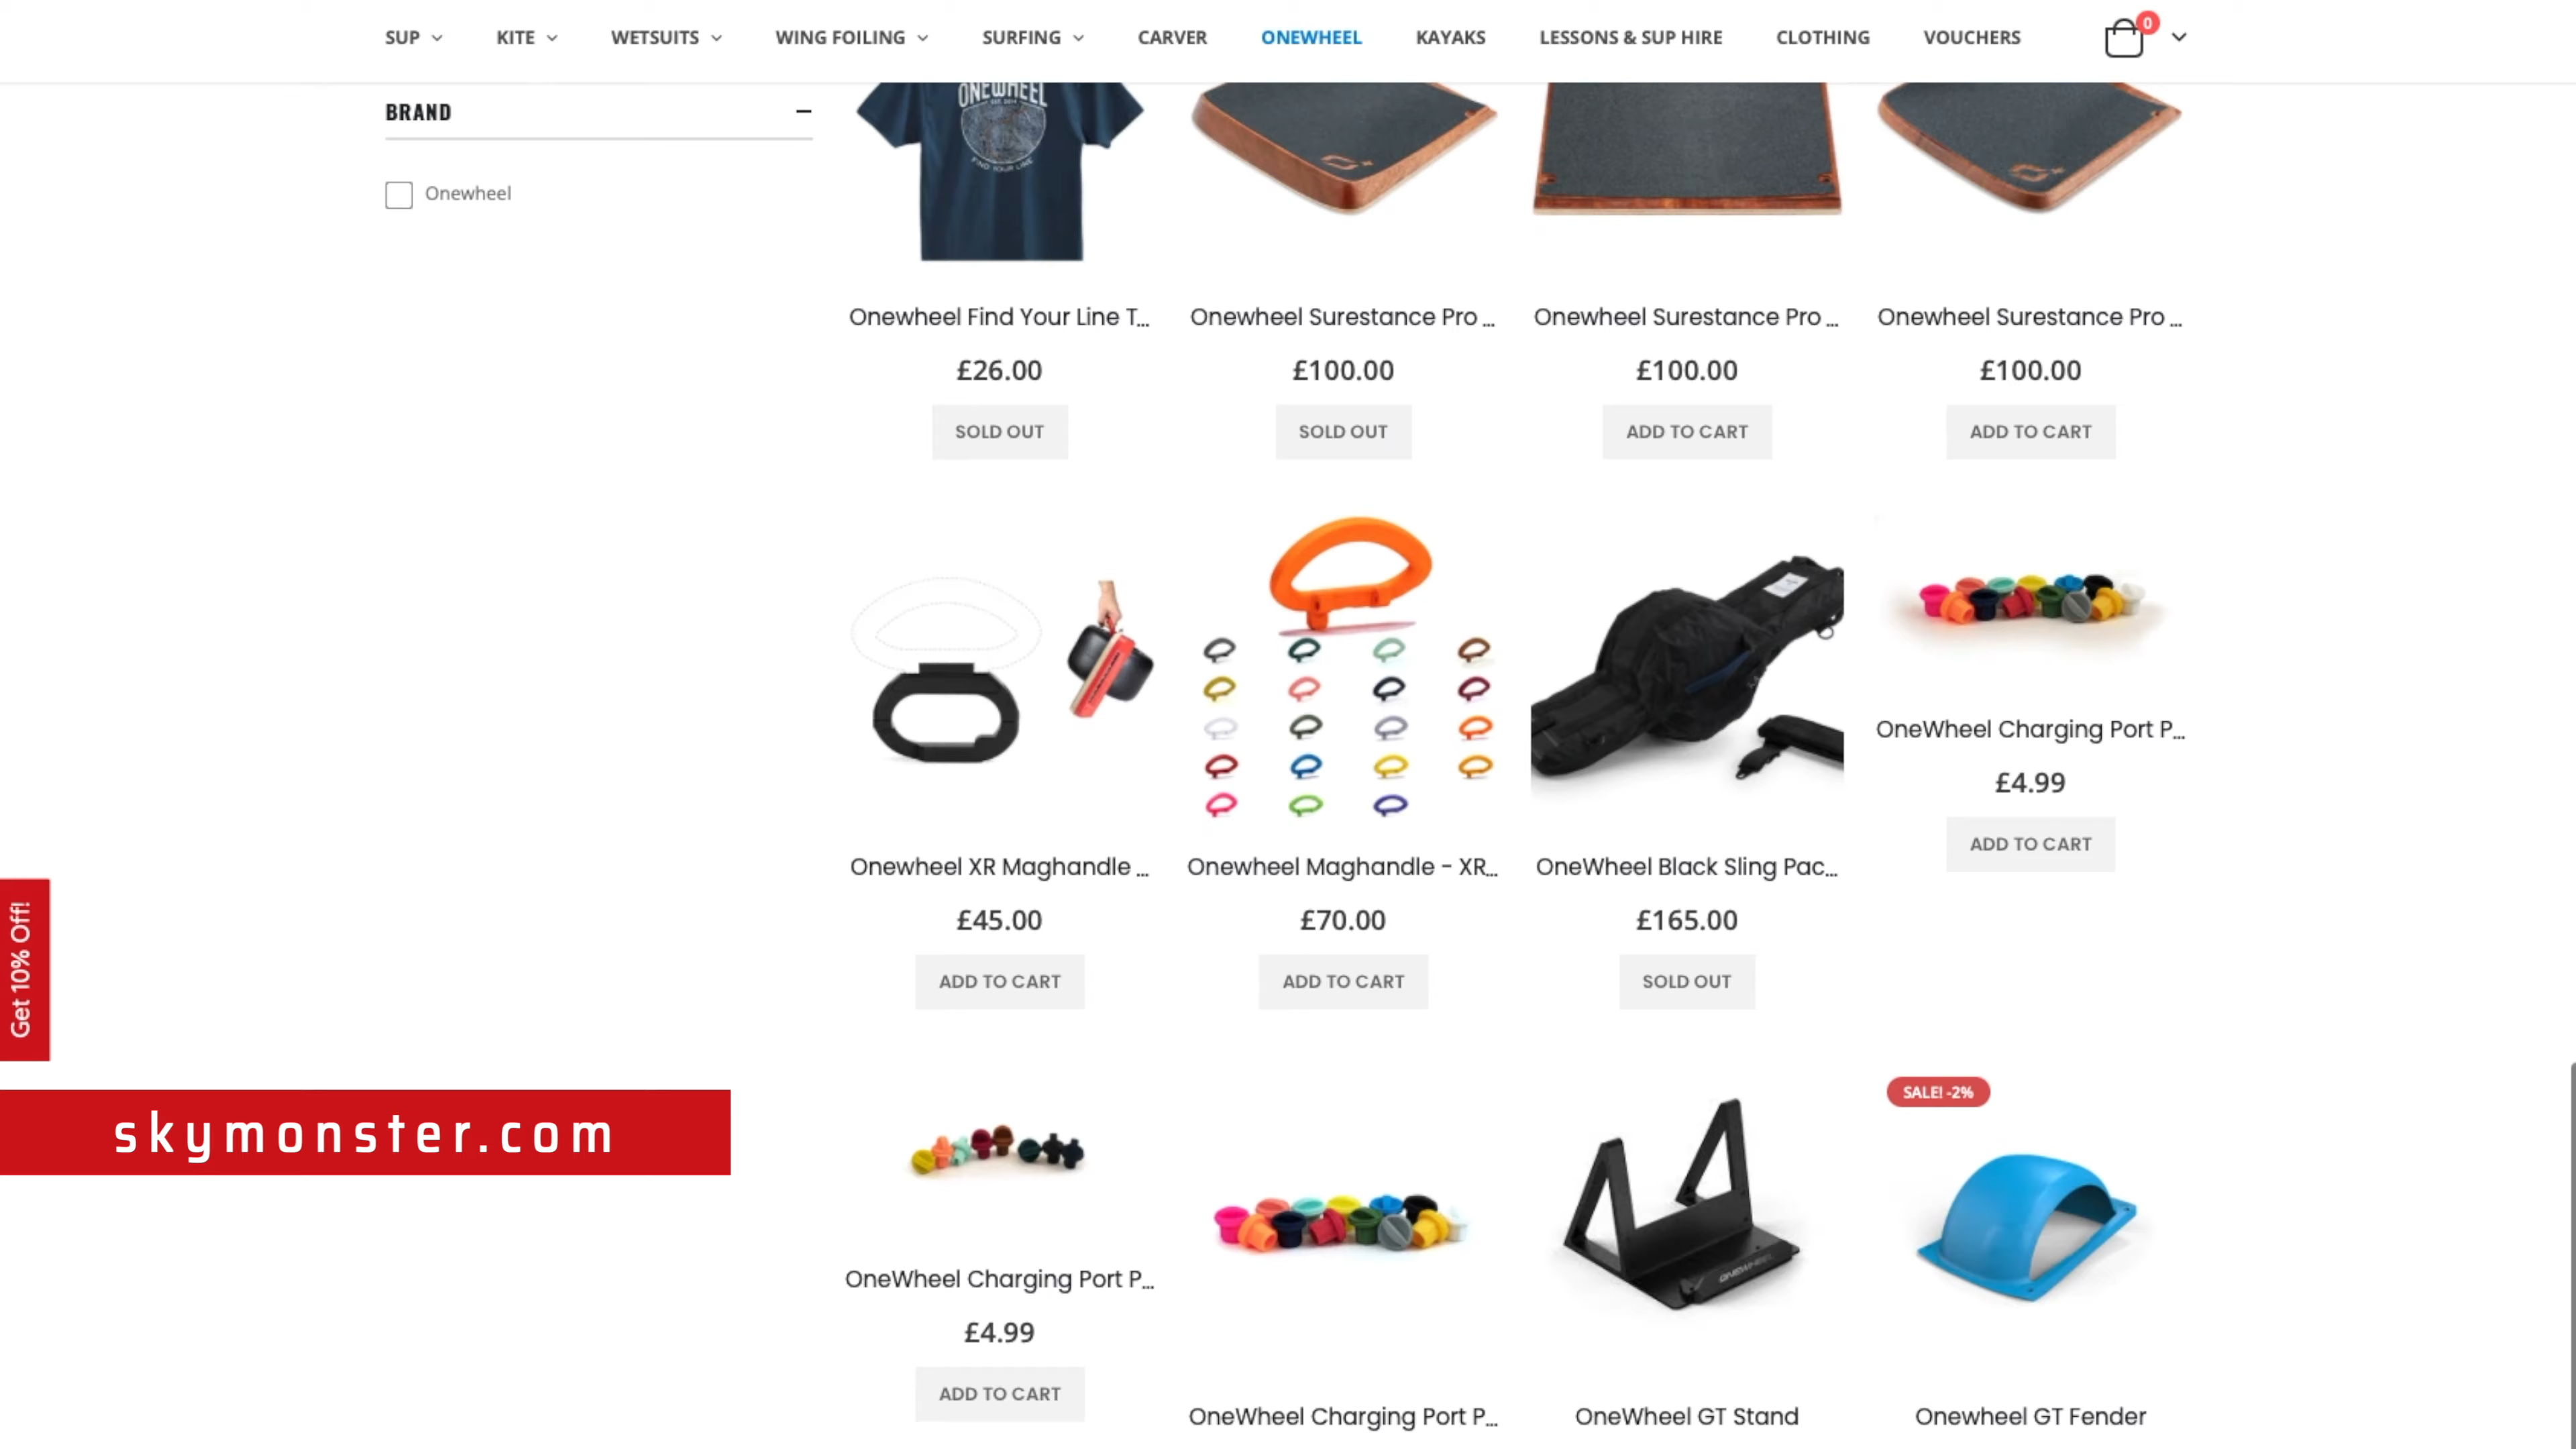 SUP
KITE
WETSUITS
WING FOILING
SURFING
CARVER
ONEWHEEL
KAYAKS
LESSONS & SUP HIRE
CLOTHING
VOUCHERS
0
BRAND
Onewheel
ONEWHEEL
FIND YOUR LINE
Onewheel Find Your Line T...
Onewheel Surestance Pro ...
Onewheel Surestance Pro ...
Onewheel Surestance Pro ...
£26.00
£100.00
£100.00
£100.00
SOLD OUT
SOLD OUT
ADD TO CART
ADD TO CART
OneWheel Charging Port P...
£4.99
ADD TO CART
Onewheel XR Maghandle ...
Onewheel Maghandle - XR...
OneWheel Black Sling Pac...
£45.00
£70.00
£165.00
ADD TO CART
ADD TO CART
SOLD OUT
Get 10% Off!
skymonster.com
SALE! -2%
ONEWHEEL
OneWheel Charging Port P...
£4.99
ADD TO CART
OneWheel Charging Port P...
OneWheel GT Stand
Onewheel GT Fender